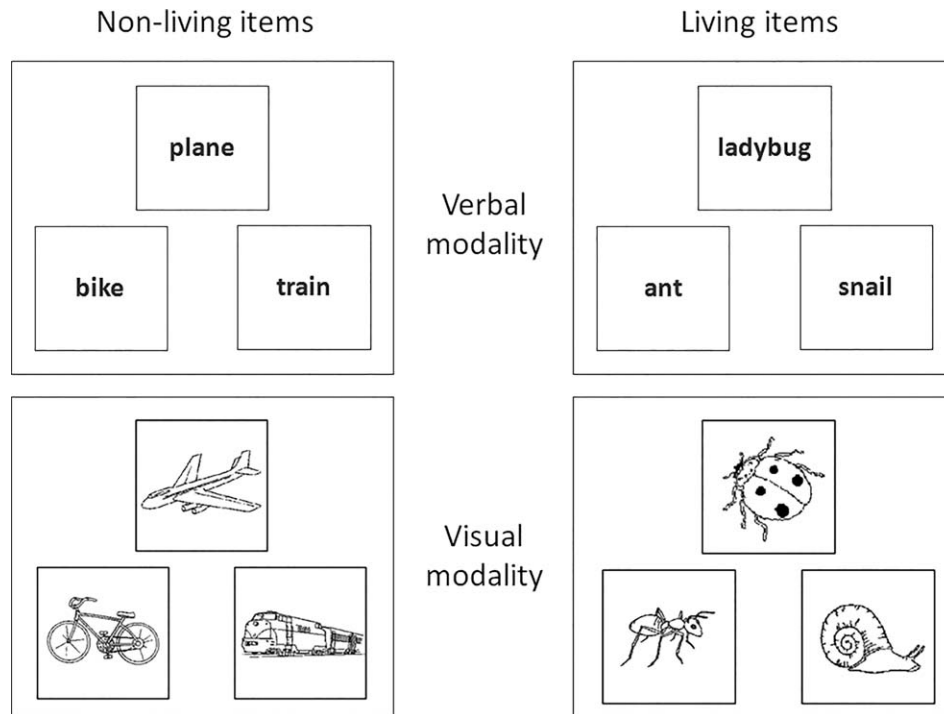 Non-living items
Living items
plane
bike
train
Verbal
modality
ladybug
ant
snail
Visual
modality